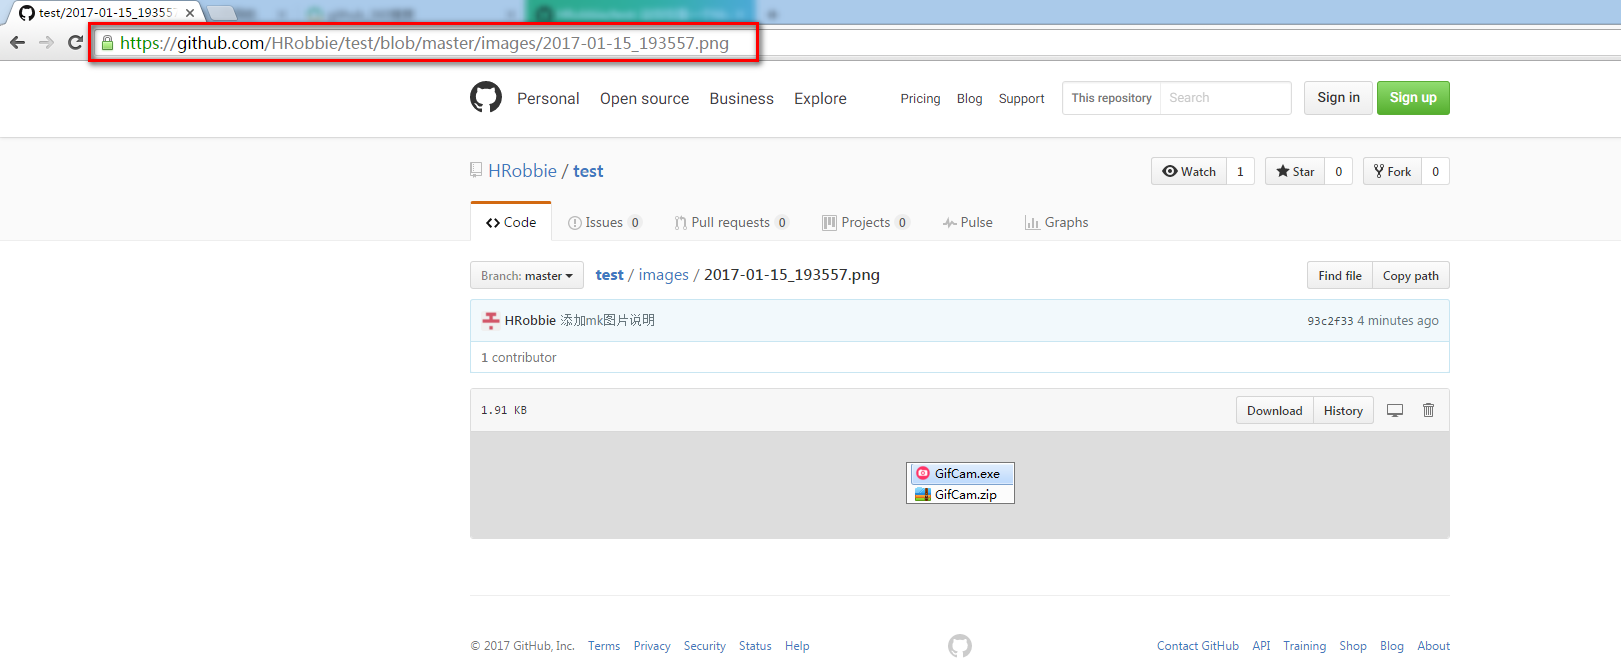 test/2017-01-15_193557
https://github.com/HRobbie/test/blob/master/images/2017-01-15_193557.png
Personal Open source Business Explore Pricing Blog Support This repository Search Sign in Sign up
HRobbie / test Watch 1 Star 0 Fork 0
Code Issues 0 Pull requests 0 Projects 0 Pulse Graphs
Branch: master test / images / 2017-01-15_193557.png Find file Copy path
HRobbie 添加mk图片说明 93c2f33 4 minutes ago
1 contributor
1.91 KB Download History
GifCam.exe
GifCam.zip
© 2017 GitHub, Inc. Terms Privacy Security Status Help Contact GitHub API Training Shop Blog About